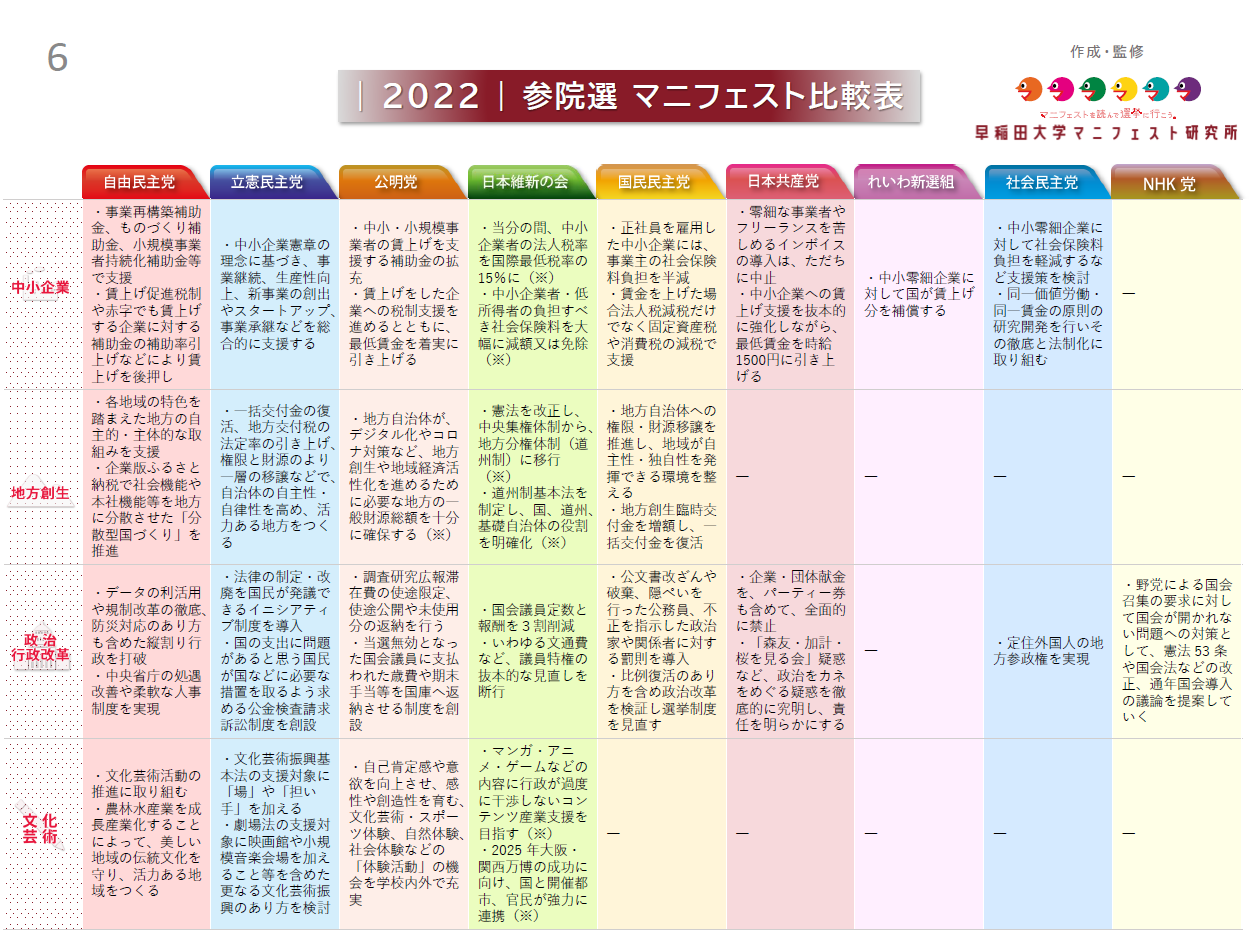 6
｜2022｜参院選 マニフェスト比較表
作成・監修
マニフェストを読んで選挙に行こう。
早稲田大学マニフェスト研究所
自由民主党
立憲民主党
公明党
日本維新の会
国民民主党
日本共産党
れいわ新選組
社会民主党
NHK 党
中小企業
・事業再構築補助
金、ものづくり補
助金、小規模事業
者持続化補助金等
で支援
・賃上げ促進税制
や赤字でも賃上げ
する企業に対する
補助金の補助率引
上げなどにより賃
上げを後押し
・中小企業憲章の
理念に基づき、事
業継続、生産性向
上、新事業の創出
やスタートアップ、
事業承継などを総
合的に支援する
・中小・小規模事
業者の賃上げを支
援する補助金の拡
充
・賃上げをした企
業への税制支援を
進めるとともに、
最低賃金を着実に
引き上げる
・当分の間、中小
企業者の法人税率
を国際最低税率の
15％に（※）
・中小企業者・低
所得者の負担すべ
き社会保険料を大
幅に減額又は免除
（※）
・正社員を雇用し
た中小企業には、
事業主の社会保険
料負担を半減
・賃金を上げた場
合法人税減税だけ
でなく固定資産税
や消費税の減税で
支援
・零細な事業者や
フリーランスを苦
しめるインボイス
の導入は、ただち
に中止
・中小企業への賃
上げ支援を抜本的
に強化しながら、
最低賃金を時給
1500円に引き上
げる
・中小零細企業に
対して国が賃上げ
分を補償する
・中小零細企業に
対して社会保険料
負担を軽減するな
ど支援策を検討
・同一価値労働・
同一賃金の原則の
研究開発を行いそ
の徹底と法制化に
取り組む
―
地方創生
・各地域の特色を
踏まえた地方の自
主的・主体的な取
組みを支援
・企業版ふるさと
納税で社会機能や
本社機能等を地方
に分散させた「分
散型国づくり」を
推進
・一括交付金の復
活、地方交付税の
法定率の引き上げ、
権限と財源のより
一層の移譲などで、
自治体の自主性・
自律性を高め、活
力ある地方をつく
る
・地方自治体が、
デジタル化やコロ
ナ対策など、地方
創生や地域経済活
性化を進めるため
に必要な地方の一
般財源総額を十分
に確保する（※）
・憲法を改正し、
中央集権体制から、
地方分権体制（道
州制）に移行
（※）
・道州制基本法を
制定し、国、道州、
基礎自治体の役割
を明確化（※）
・地方自治体への
権限・財源移譲を
推進し、地域が自
主性・独自性を発
揮できる環境を整
える
・地方創生臨時交
付金を増額し、一
括交付金を復活
―
―
―
―
政 治
行政改革
・データの利活用
や規制改革の徹底、
防災対応のあり方
も含めた縦割り行
政を打破
・中央省庁の処遇
改善や柔軟な人事
制度を実現
・法律の制定・改
廃を国民が発議で
きるイニシアティ
ブ制度を導入
・国の支出に問題
があると思う国民
が国などに必要な
措置を取るよう求
める公金検査請求
訴訟制度を創設
・調査研究広報滞
在費の使途限定、
使途公開や未使用
分の返納を行う
・当選無効となっ
た国会議員に支払
われた歳費や期末
手当等を国庫へ返
納させる制度を創
設
・国会議員定数と
報酬を３割削減
・いわゆる文通費
など、議員特権の
抜本的な見直しを
断行
・公文書改ざんや
破棄、隠ぺいを
行った公務員、不
正を指示した政治
家や関係者に対す
る罰則を導入
・比例復活のあり
方を含め政治改革
を検証し選挙制度
を見直す
・企業・団体献金
を、パーティー券
も含めて、全面的
に禁止
・「森友・加計・
桜を見る会」疑惑
など、政治をカネ
をめぐる疑惑を徹
底的に究明し、責
任を明らかにする
―
・定住外国人の地
方参政権を実現
・野党による国会
召集の要求に対し
て国会が開かれな
い問題への対策と
して、憲法 53 条
や国会法などの改
正、通年国会導入
の議論を提案して
いく
文 化
芸 術
・文化芸術活動の
推進に取り組む
・農林水産業を成
長産業化すること
によって、美しい
地域の伝統文化を
守り、活力ある地
域をつくる
・文化芸術振興基
本法の支援対象に
「場」や「担い
手」を加える
・劇場法の支援対
象に映画館や小規
模音楽会場を加え
ること等を含めた
更なる文化芸術振
興のあり方を検討
・自己肯定感や意
欲を向上させ、感
性や創造性を育む、
文化芸術・スポー
ツ体験、自然体験、
社会体験などの
「体験活動」の機
会を学校内外で充
実
・マンガ・アニ
メ・ゲームなどの
内容に行政が過度
に干渉しないコン
テンツ産業支援を
目指す（※）
・2025 年大阪・
関西万博の成功に
向け、国と開催都
市、官民が強力に
連携（※）
―
―
―
―
―